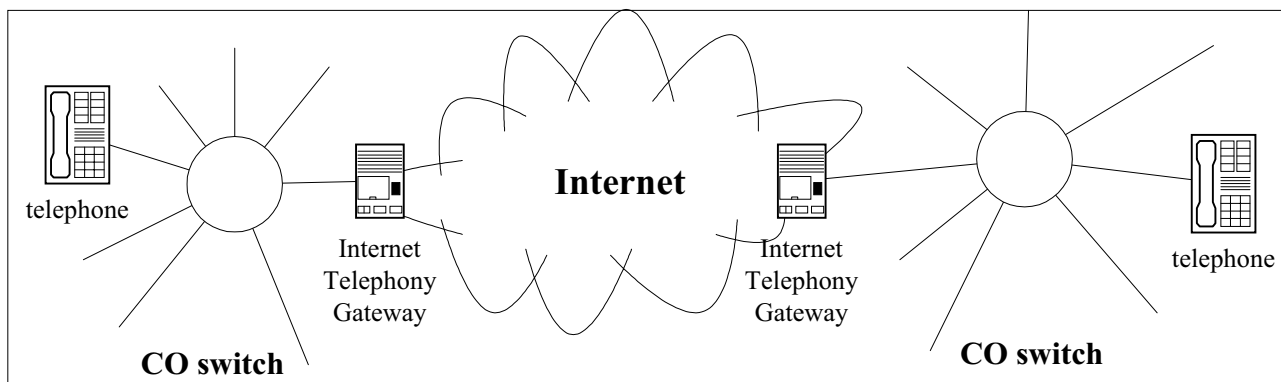 Internet
telephone
Internet
Telephony
Gateway
CO switch
Internet
Telephony
Gateway
telephone
CO switch